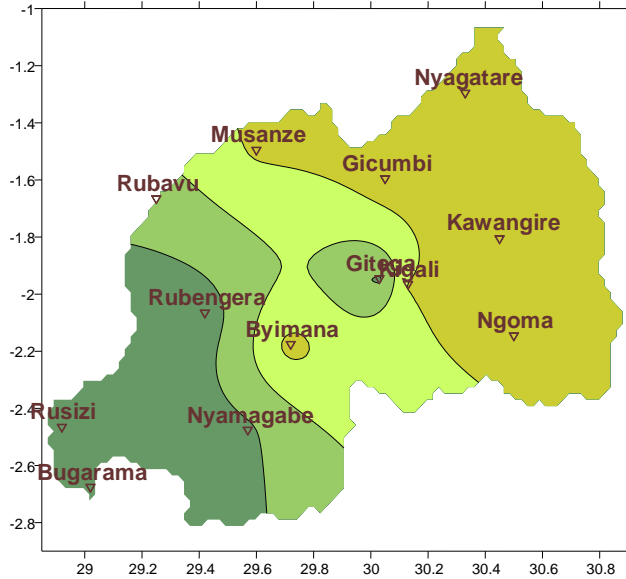 -1
-1.2
-1.4
-1.6
-1.8
-2
-2.2
-2.4
-2.6
-2.8
Nyagatare
Musanze
Gicumbi
Rubavu
Kawangire
Gitega
Kigali
Rubengera
Ngoma
Byimana
Rusizi
Nyamagabe
Bugarama
29 29.2 29.4 29.6 29.8 30 30.2 30.4 30.6 30.8